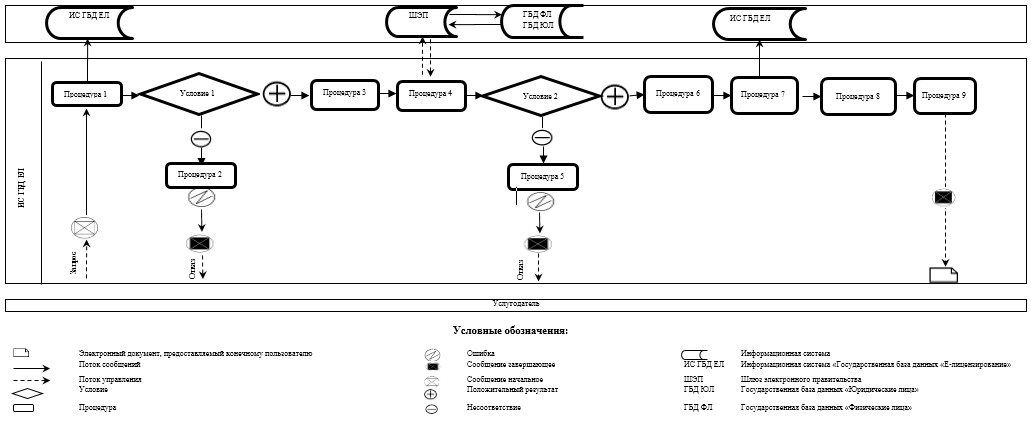 ИС ГБД ЕЛ
ШЭП
ГБД ФЛ
ГБД ЮЛ
ИС ГБД ЕЛ
ИС ГБД ЕЛ
Процедура 1
Условие 1
Процедура 3
Процедура 4
Условие 2
Процедура 6
Процедура 7
Процедура 8
Процедура 9
Процедура 2
Процедура 5
Запрос
Отказ
Отказ
Услугодатель
Условные обозначения:
Электронный документ, предоставляемый конечному пользователю
Поток сообщений
Поток управления
Условие
Процедура
Ошибка
Сообщение завершающее
Сообщение начальное
Положительный результат
Несоответствие
Информационная система
ИС ГБД ЕЛ Информационная система «Государственная база данных «Е-лицензирование»
ШЭП Шлюз электронного правительства
ГБД ЮЛ Государственная база данных «Юридические лица»
ГБД ФЛ Государственная база данных «Физические лица»